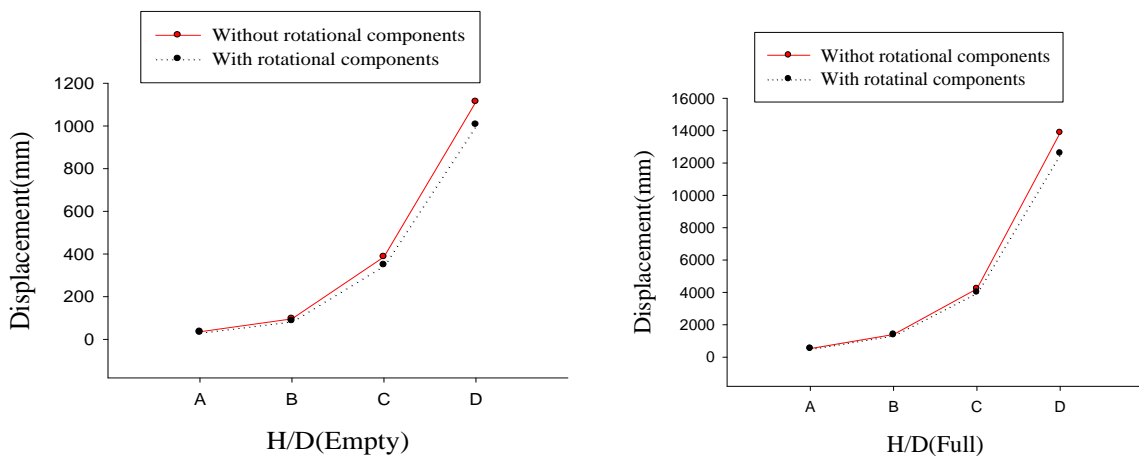 Without rotational components
With rotational components
1200
1000
800
600
400
200
0
Displacement(mm)
A B C D
H/D(Empty)
Withot rotational components
With rotatinal components
16000
14000
12000
10000
8000
6000
4000
2000
0
Displacement(mm)
A B C D
H/D(Full)